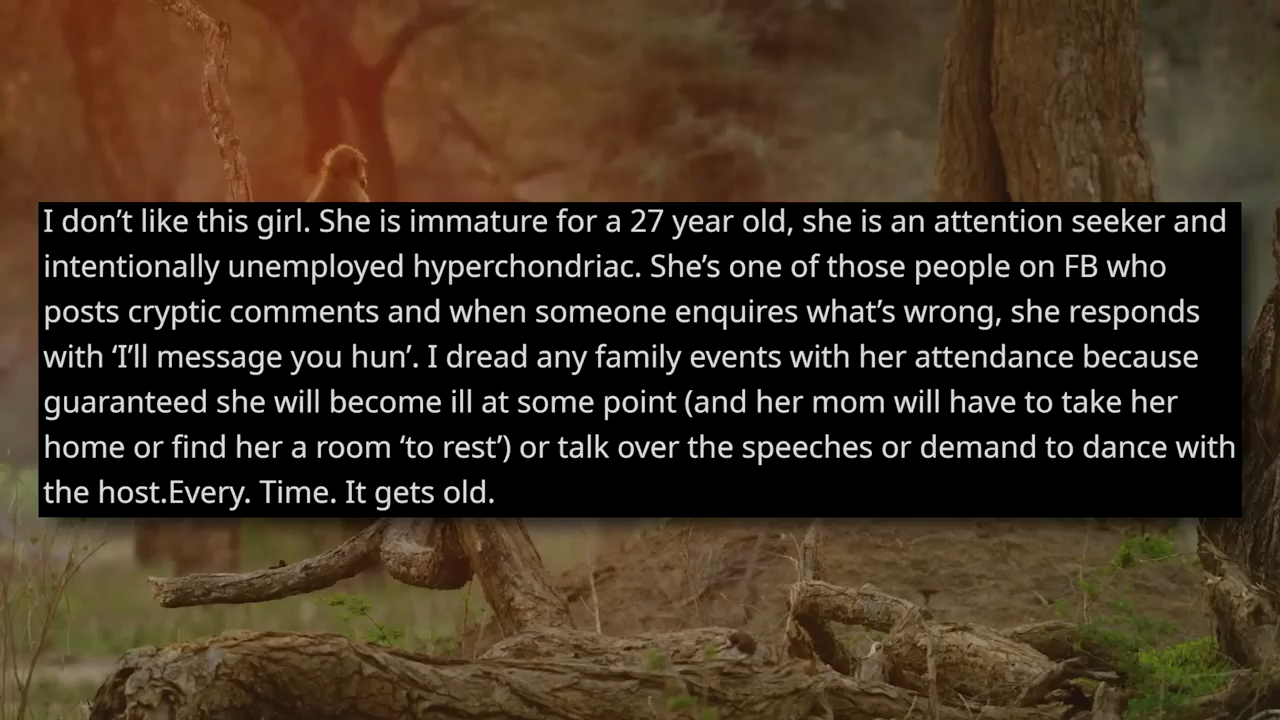 I don’t like this girl. She is immature for a 27 year old, she is an attention seeker and
intentionally unemployed hyperchondriac. She’s one of those people on FB who
posts cryptic comments and when someone enquires what’s wrong, she responds
with ‘I’ll message you hun’. I dread any family events with her attendance because
guaranteed she will become ill at some point (and her mom will have to take her
home or find her a room ‘to rest’) or talk over the speeches or demand to dance with
the host.Every. Time. It gets old.